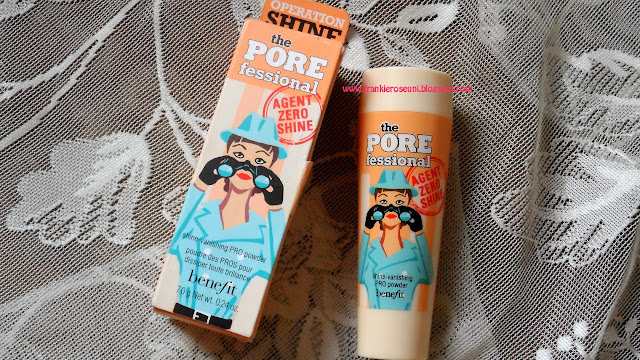 OPERATION
SHINE
the
PORE
fessional
AGENT
ZERO
SHINE
shine-vanishing PRO powder
poudre des PROS pour
dissiper toute brillance
benefit
7.0 g Net wt. 0.24 oz.
www.frankieroseuni.blogspot.com
the
PORE
fessional
AGENT
ZERO
SHINE
shine-vanishing
PRO powder
benefit